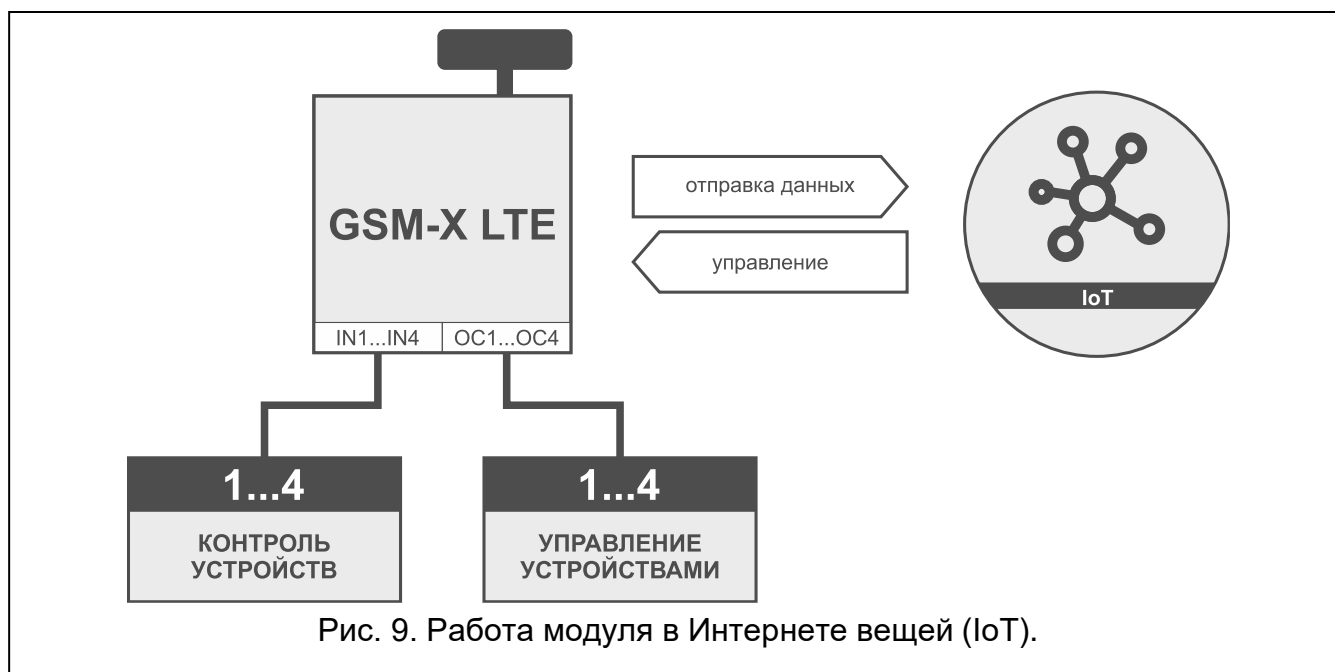 GSM-X LTE
IN1...IN4
OC1...OC4
отправка данных
управление
IoT
1...4
КОНТРОЛЬ
УСТРОЙСТВ
1...4
УПРАВЛЕНИЕ
УСТРОЙСТВАМИ
Рис. 9. Работа модуля в Интернете вещей (IoT).